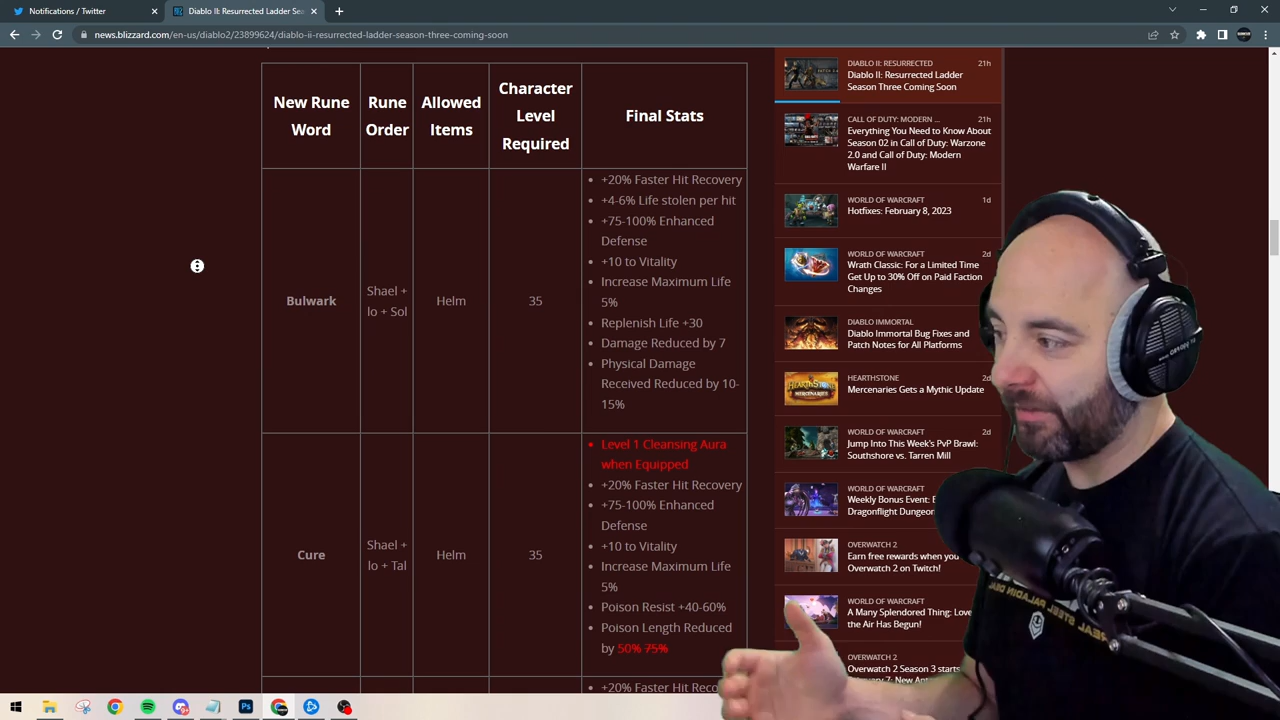 Notifications / Twitter
Diablo II: Resurrected Ladder Se
news.blizzard.com/en-us/diablo2/23899624/diablo-ii-resurrected-ladder-season-three-coming-soon
New Rune
Word
Rune
Order
Allowed
Items
Character
Level
Required
Final Stats
Bulwark
Shael +
Io + Sol
Helm
35
+20% Faster Hit Recovery
+4-6% Life stolen per hit
+75-100% Enhanced
Defense
+10 to Vitality
Increase Maximum Life
5%
Replenish Life +30
Damage Reduced by 7
Physical Damage
Received Reduced by 10-
15%
Cure
Shael +
Io + Tal
Helm
35
Level 1 Cleansing Aura
when Equipped
+20% Faster Hit Recovery
+75-100% Enhanced
Defense
+10 to Vitality
Increase Maximum Life
5%
Poison Resist +40-60%
Poison Length Reduced
by 50% 75%
+20% Faster Hit Reco
DIABLO II: RESURRECTED 21h
Diablo II: Resurrected Ladder
Season Three Coming Soon
CALL OF DUTY: MODERN ... 21h
Everything You Need to Know About
Season 02 in Call of Duty: Warzone
2.0 and Call of Duty: Modern
Warfare II
WORLD OF WARCRAFT 1d
Hotfixes: February 8, 2023
WORLD OF WARCRAFT 2d
Wrath Classic: For a Limited Time
Get Up to 30% Off on Paid Faction
Changes
DIABLO IMMORTAL
Diablo Immortal Bug Fixes and
Patch Notes for All Platforms
HEARTHSTONE 2d
Mercenaries Gets a Mythic Update
WORLD OF WARCRAFT 2d
Jump Into This Week's PvP Brawl:
Southshore vs. Tarren Mill
WORLD OF WARCRAFT
Weekly Bonus Event:
Dragonflight Dungeo
OVERWATCH 2
Earn free rewards when you
Overwatch 2 on Twitch!
WORLD OF WARCRAFT
A Many Splendored Thing: Love
the Air Has Begun!
OVERWATCH 2
Overwatch 2 Season 3 starts
7: New